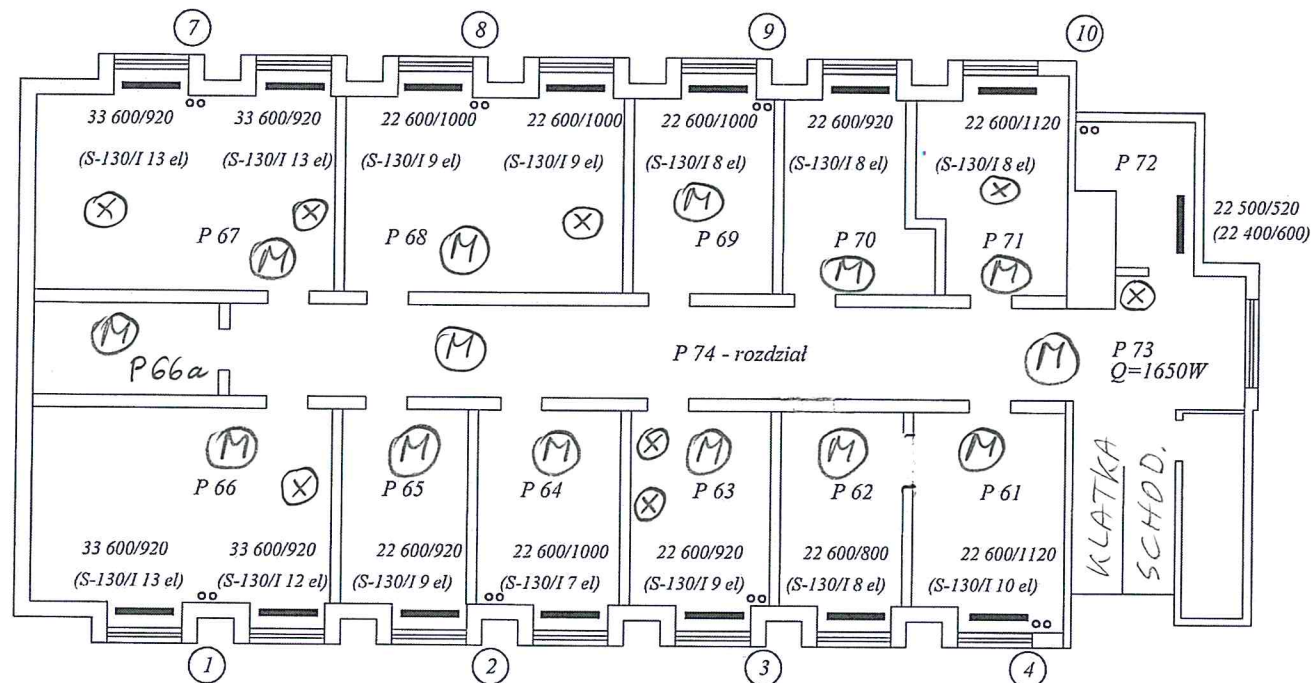 7 8 9 10
33 600/920 33 600/920 22 600/1000 22 600/1000 22 600/1000 22 600/920 22 600/1120
(S-130/I 13 el) (S-130/I 13 el) (S-130/I 9 el) (S-130/I 9 el) (S-130/I 8 el) (S-130/I 8 el) (S-130/I 8 el)
P 72
22 500/520
(22 400/600)
X X M X M X
P 67 P 68 P 69 P 70 P 71
M M M M
X
M M M
P 66a
P 74 - rozdział
P 73
Q=1650W
M M M X M M M
P 66 X P 65 P 64 X P 63 P 62 P 61
KLATKA
SCHOD.
33 600/920 33 600/920 22 600/920 22 600/1000 22 600/920 22 600/800 22 600/1120
(S-130/I 13 el) (S-130/I 12 el) (S-130/I 9 el) (S-130/I 7 el) (S-130/I 9 el) (S-130/I 8 el) (S-130/I 10 el)
1 2 3 4